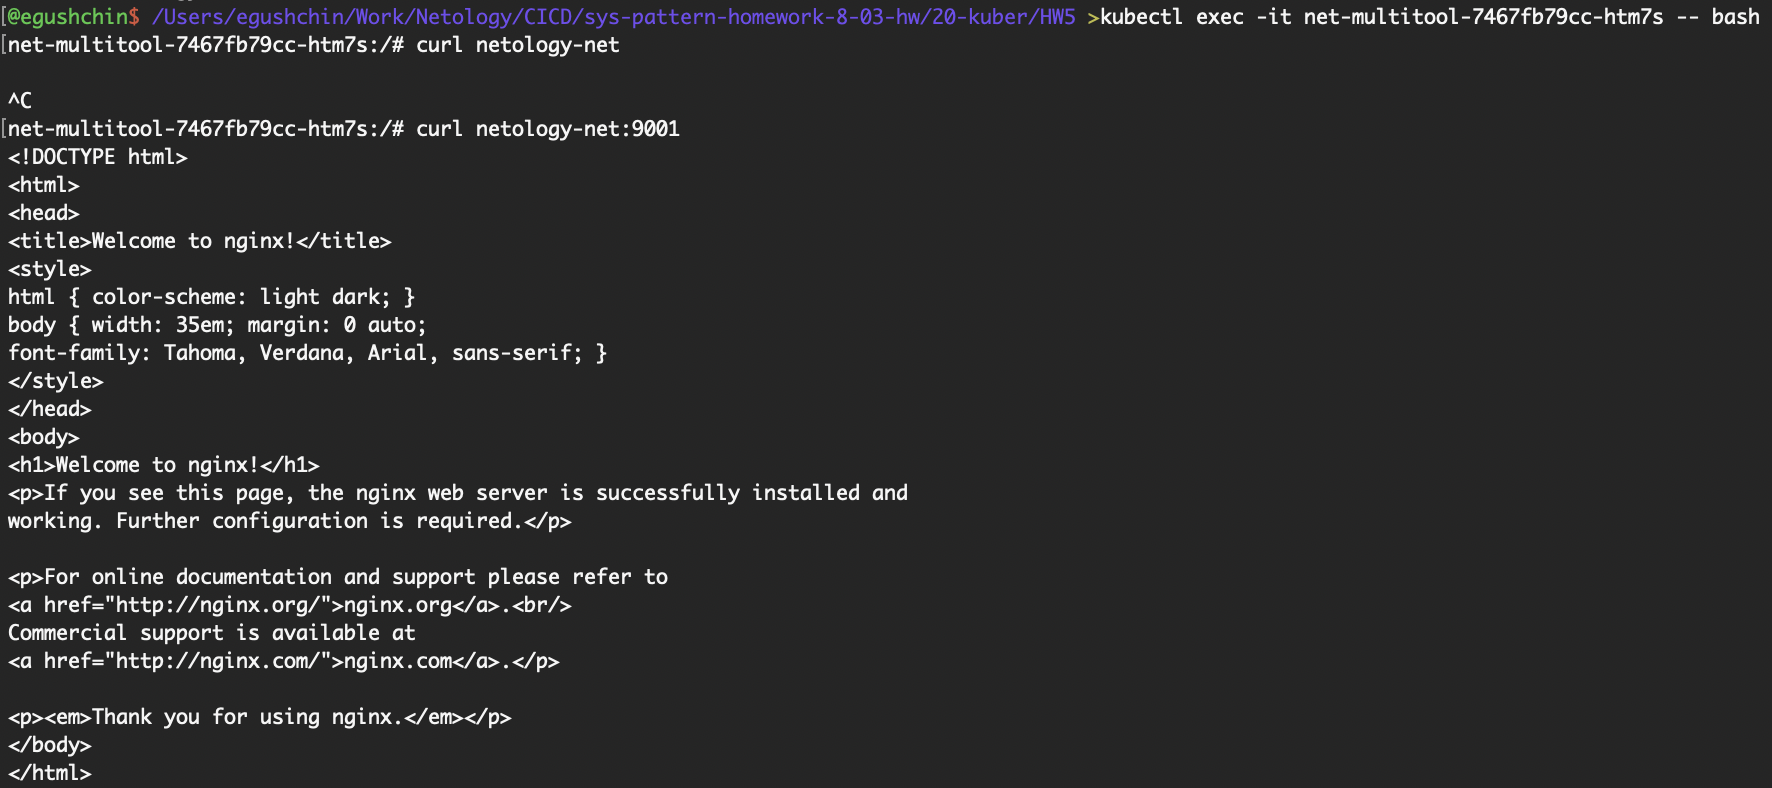 [@egushchin$ /Users/egushchin/Work/Netology/CICD/sys-pattern-homework-8-03-hw/20-kuber/HW5 >kubectl exec -it net-multitool-7467fb79cc-htm7s -- bash
[net-multitool-7467fb79cc-htm7s:/# curl netology-net
^C
[net-multitool-7467fb79cc-htm7s:/# curl netology-net:9001
<!DOCTYPE html>
<html>
<head>
<title>Welcome to nginx!</title>
<style>
html { color-scheme: light dark; }
body { width: 35em; margin: 0 auto;
font-family: Tahoma, Verdana, Arial, sans-serif; }
</style>
</head>
<body>
<h1>Welcome to nginx!</h1>
<p>If you see this page, the nginx web server is successfully installed and
working. Further configuration is required.</p>
<p>For online documentation and support please refer to
<a href="http://nginx.org/">nginx.org</a>.<br/>
Commercial support is available at
<a href="http://nginx.com/">nginx.com</a>.</p>
<p><em>Thank you for using nginx.</em></p>
</body>
</html>